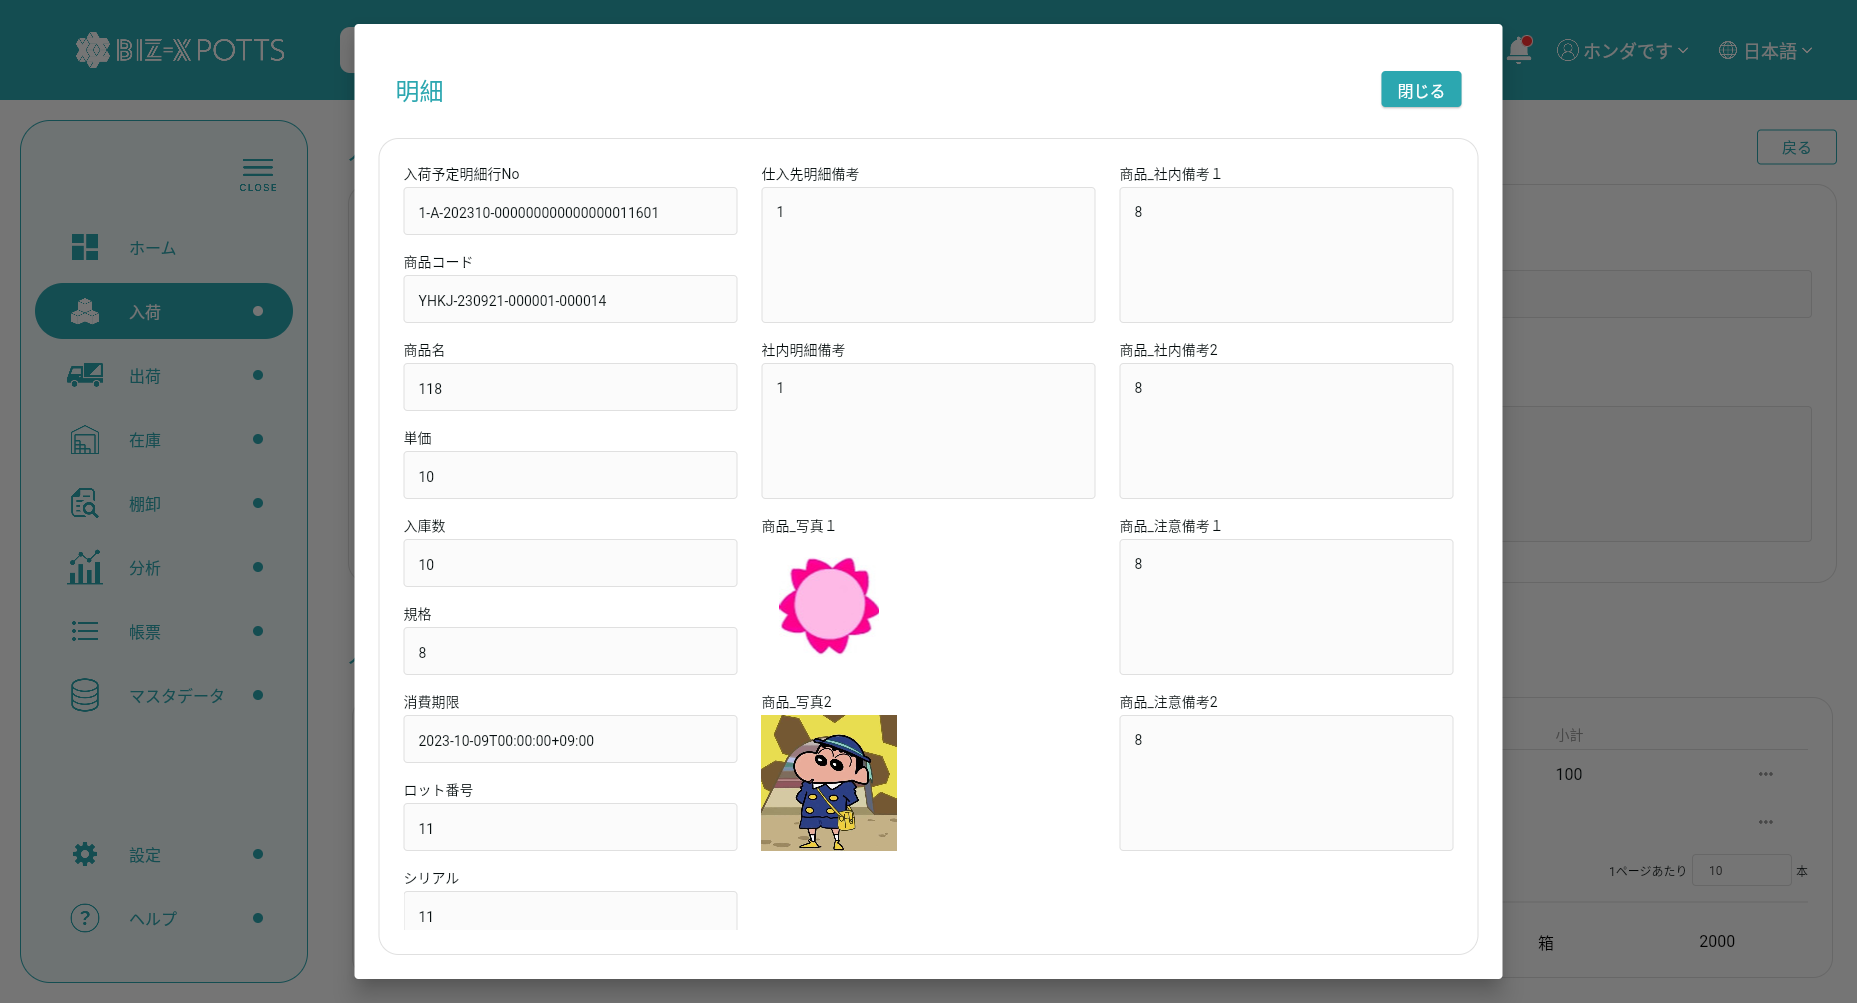 BIZ=X POTTS
ホンダです
日本語
明細
閉じる
戻る
CLOSE
ホーム
入荷
出荷
在庫
棚卸
分析
帳票
マスタデータ
設定
ヘルプ
入荷予定明細行No
1-A-202310-000000000000000011601
商品コード
YHKJ-230921-000001-000014
商品名
118
単価
10
入庫数
10
規格
8
消費期限
2023-10-09T00:00:00+09:00
ロット番号
11
シリアル
11
仕入先明細備考
1
社内明細備考
1
商品_写真１
商品_写真2
商品_社内備考１
8
商品_社内備考2
8
商品_注意備考１
8
商品_注意備考2
8
小計
100
1ページあたり 10 本
箱 2000